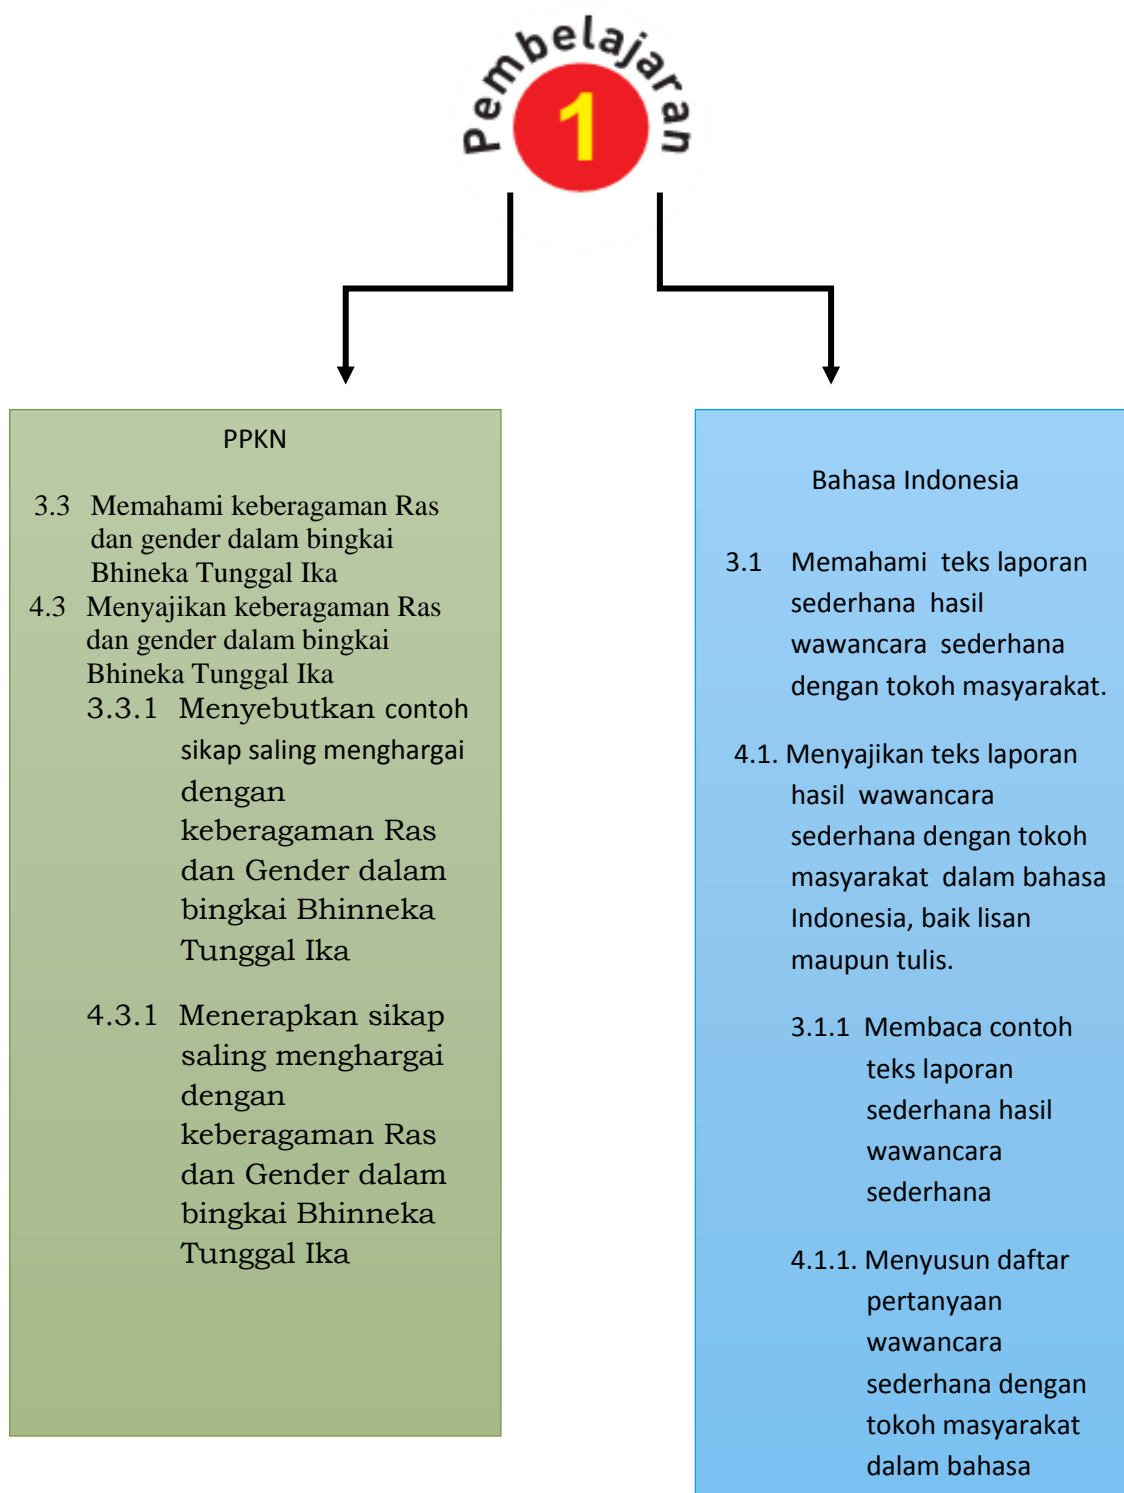 Pembelajaran
1
PPKN
3.3 Memahami keberagaman Ras
dan gender dalam bingkai
Bhineka Tunggal Ika
4.3 Menyajikan keberagaman Ras
dan gender dalam bingkai
Bhineka Tunggal Ika
3.3.1 Menyebutkan contoh
sikap saling menghargai
dengan
keberagaman Ras
dan Gender dalam
bingkai Bhinneka
Tunggal Ika
4.3.1 Menerapkan sikap
saling menghargai
dengan
keberagaman Ras
dan Gender dalam
bingkai Bhinneka
Tunggal Ika
Bahasa Indonesia
3.1 Memahami teks laporan
sederhana hasil
wawancara sederhana
dengan tokoh masyarakat.
4.1. Menyajikan teks laporan
hasil wawancara
sederhana dengan tokoh
masyarakat dalam bahasa
Indonesia, baik lisan
maupun tulis.
3.1.1 Membaca contoh
teks laporan
sederhana hasil
wawancara
sederhana
4.1.1. Menyusun daftar
pertanyaan
wawancara
sederhana dengan
tokoh masyarakat
dalam bahasa